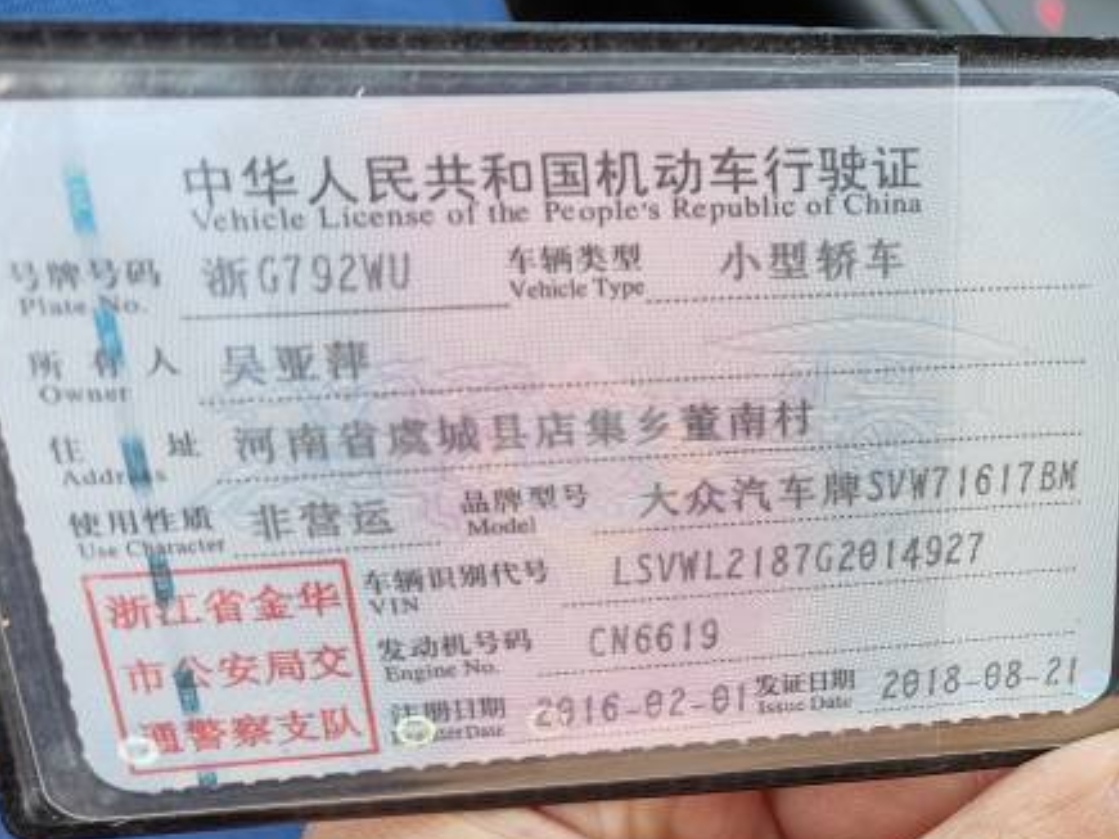 中华人民共和国机动车行驶证
Vehicle License of the People's Republic of China
号牌号码 浙G792WU 车辆类型 小型轿车
Plate No. Vehicle Type
所有人 吴亚萍
Owner
住址 河南省虞城县店集乡董南村
Address
使用性质 非营运 品牌型号 大众汽车牌SVW71617BM
Use Character Model
浙江省金华
市公安局交
通警察支队
车辆识别代号 LSVWL2187G2014927
VIN
发动机号码 CN6619
Engine No.
注册日期 2016-02-01 发证日期 2018-08-21
Register Date Issue Date